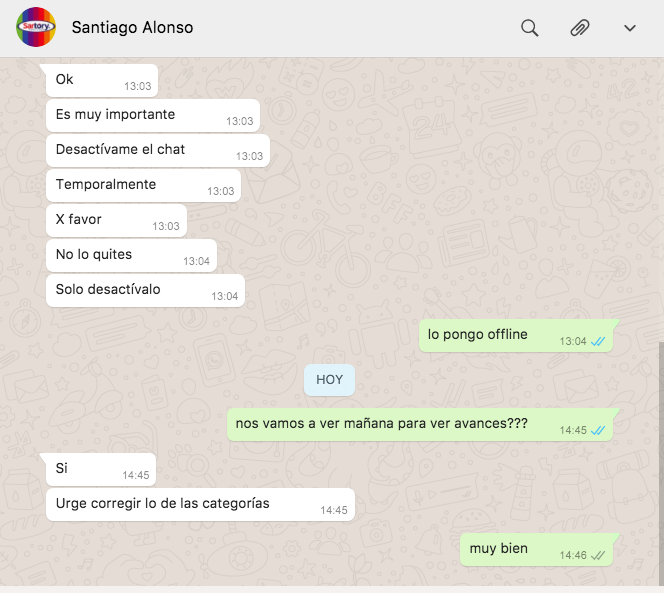 Sartory
Santiago Alonso
Ok
13:03
Es muy importante
13:03
Desactívame el chat
13:03
Temporalmente
13:03
X favor
13:03
No lo quites
13:04
Solo desactívalo
13:04
lo pongo offline
13:04
HOY
nos vamos a ver mañana para ver avances???
14:45
Si
14:45
Urge corregir lo de las categorías
14:45
muy bien
14:46